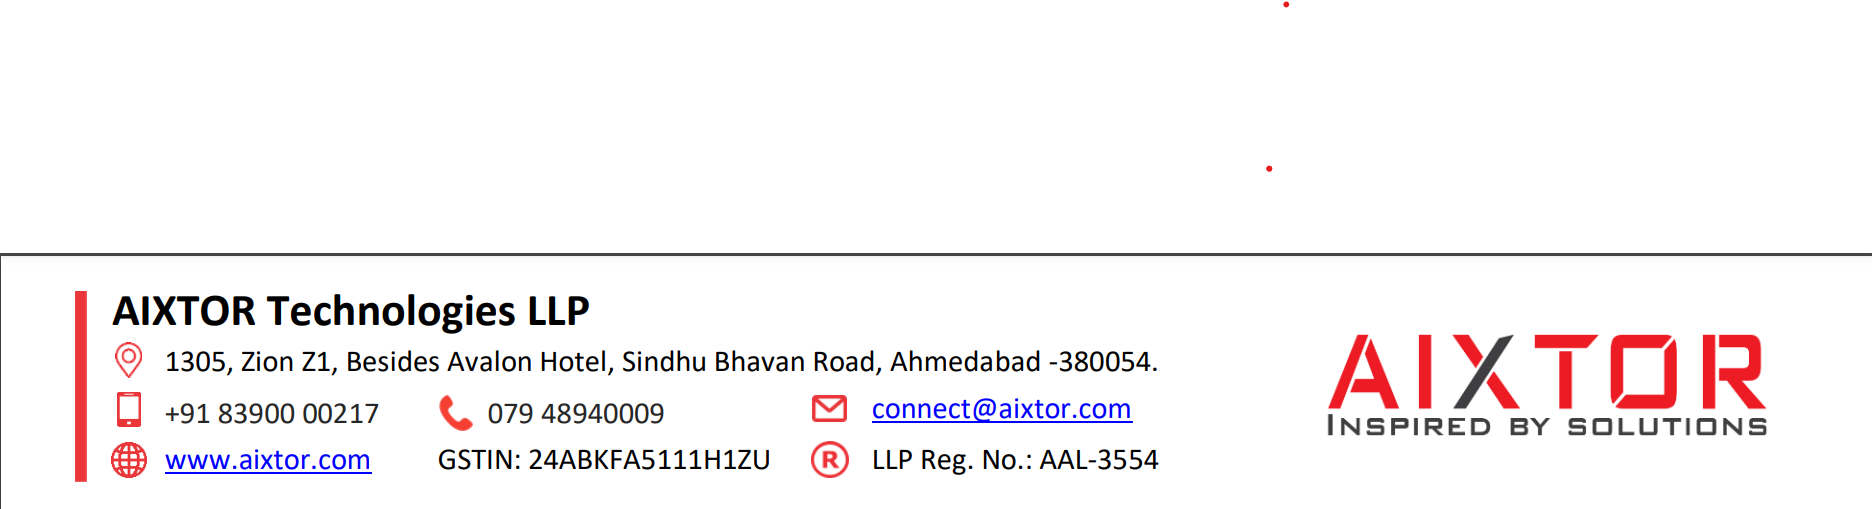 AIXTOR Technologies LLP
1305, Zion Z1, Besides Avalon Hotel, Sindhu Bhavan Road, Ahmedabad -380054.
+91 83900 00217 079 48940009 connect@aixtor.com
www.aixtor.com GSTIN: 24ABKFA5111H1ZU ® LLP Reg. No.: AAL-3554
AIXTOR
INSPIRED BY SOLUTIONS